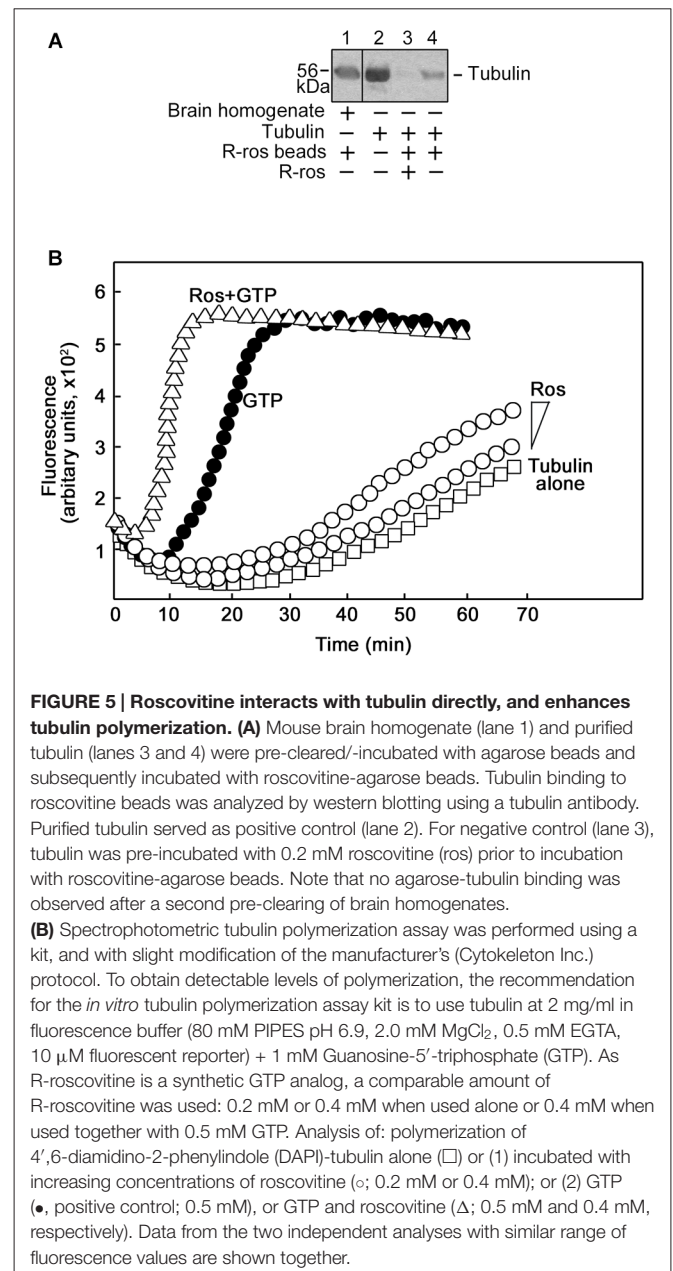 A
1 2 3 4
56–
kDa
– Tubulin
Brain homogenate + – – –
Tubulin – + + +
R-ros beads + – + +
R-ros – – + –
B
Fluorescence
(arbitary units, x10²)
6
5
4
3
2
1
Ros+GTP
GTP
Ros
Tubulin
alone
0 10 20 30 40 50 60 70
Time (min)
FIGURE 5 | Roscovitine interacts with tubulin directly, and enhances
tubulin polymerization. (A) Mouse brain homogenate (lane 1) and purified
tubulin (lanes 3 and 4) were pre-cleared/-incubated with agarose beads and
subsequently incubated with roscovitine-agarose beads. Tubulin binding to
roscovitine beads was analyzed by western blotting using a tubulin antibody.
Purified tubulin served as positive control (lane 2). For negative control (lane 3),
tubulin was pre-incubated with 0.2 mM roscovitine (ros) prior to incubation
with roscovitine-agarose beads. Note that no agarose-tubulin binding was
observed after a second pre-clearing of brain homogenates.
(B) Spectrophotometric tubulin polymerization assay was performed using a
kit, and with slight modification of the manufacturer's (Cytokeleton Inc.)
protocol. To obtain detectable levels of polymerization, the recommendation
for the in vitro tubulin polymerization assay kit is to use tubulin at 2 mg/ml in
fluorescence buffer (80 mM PIPES pH 6.9, 2.0 mM MgCl₂, 0.5 mM EGTA,
10 μM fluorescent reporter) + 1 mM Guanosine-5′-triphosphate (GTP). As
R-roscovitine is a synthetic GTP analog, a comparable amount of
R-roscovitine was used: 0.2 mM or 0.4 mM when used alone or 0.4 mM when
used together with 0.5 mM GTP. Analysis of: polymerization of
4′,6-diamidino-2-phenylindole (DAPI)-tubulin alone (□) or (1) incubated with
increasing concentrations of roscovitine (○; 0.2 mM or 0.4 mM); or (2) GTP
(●, positive control; 0.5 mM), or GTP and roscovitine (Δ; 0.5 mM and 0.4 mM,
respectively). Data from the two independent analyses with similar range of
fluorescence values are shown together.